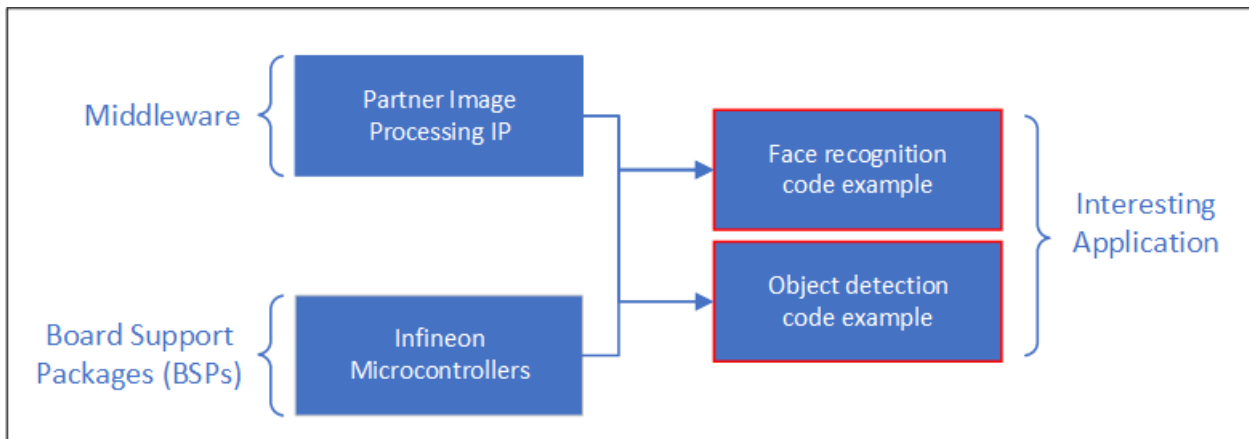 Middleware
Partner Image
Processing IP
Face recognition
code example
Interesting
Application
Object detection
code example
Board Support
Packages (BSPs)
Infineon
Microcontrollers